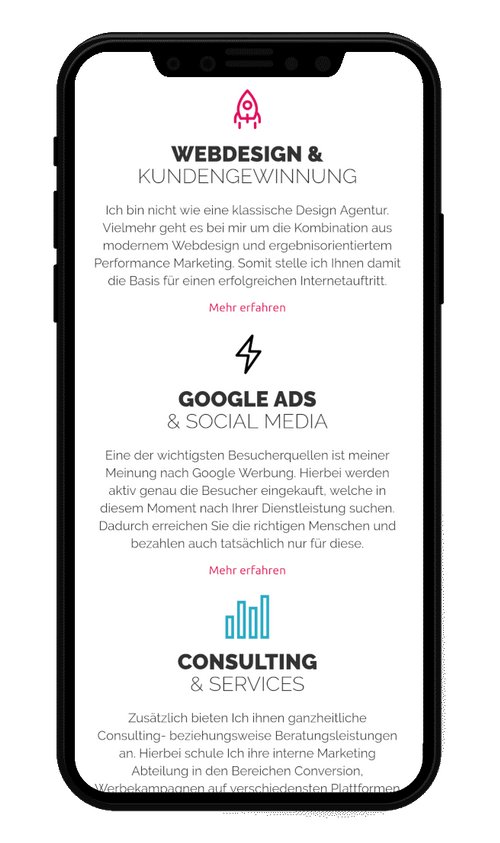 WEBDESIGN &
KUNDENGEWINNUNG
Ich bin nicht wie eine klassische Design Agentur.
Vielmehr geht es bei mir um die Kombination aus
modernem Webdesign und ergebnisorientiertem
Performance Marketing. Somit stelle ich Ihnen damit
die Basis für einen erfolgreichen Internetauftritt.
Mehr erfahren
GOOGLE ADS
& SOCIAL MEDIA
Eine der wichtigsten Besucherquellen ist meiner
Meinung nach Google Werbung. Hierbei werden
aktiv genau die Besucher eingekauft, welche in
diesem Moment nach Ihrer Dienstleistung suchen.
Dadurch erreichen Sie die richtigen Menschen und
bezahlen auch tatsächlich nur für diese.
Mehr erfahren
CONSULTING
& SERVICES
Zusätzlich bieten Ich ihnen ganzheitliche
Consulting- beziehungsweise Beratungsleistungen
an. Hierbei schule Ich ihre interne Marketing
Abteilung in den Bereichen Conversion,
Werbekampagnen auf verschiedensten Plattformen